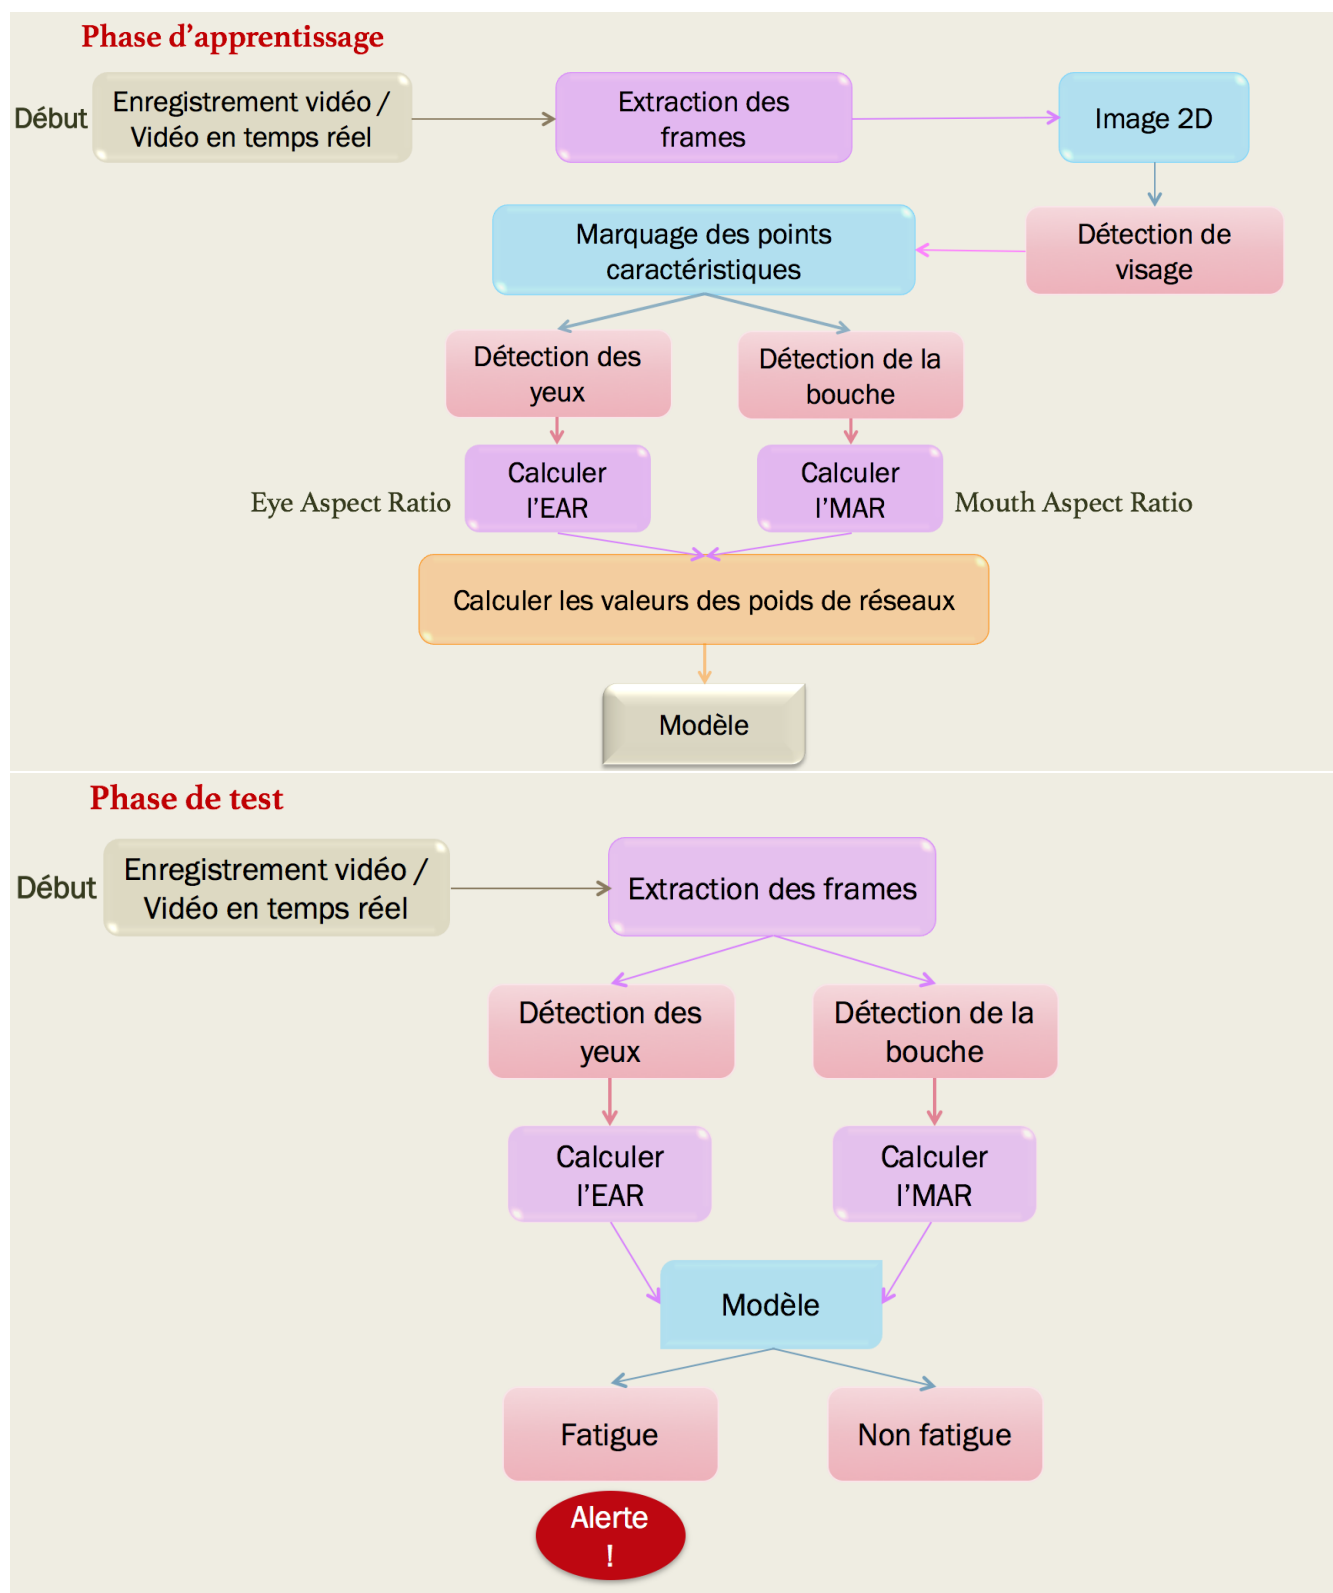 Phase d'apprentissage
Début
Enregistrement vidéo /
Vidéo en temps réel
Extraction des
frames
Image 2D
Détection de
visage
Marquage des points
caractéristiques
Détection des
yeux
Détection de la
bouche
Eye Aspect Ratio
Calculer
l'EAR
Calculer
l'MAR
Mouth Aspect Ratio
Calculer les valeurs des poids de réseaux
Modèle
Phase de test
Début
Enregistrement vidéo /
Vidéo en temps réel
Extraction des frames
Détection des
yeux
Détection de la
bouche
Calculer
l'EAR
Calculer
l'MAR
Modèle
Fatigue
Non fatigue
Alerte
!